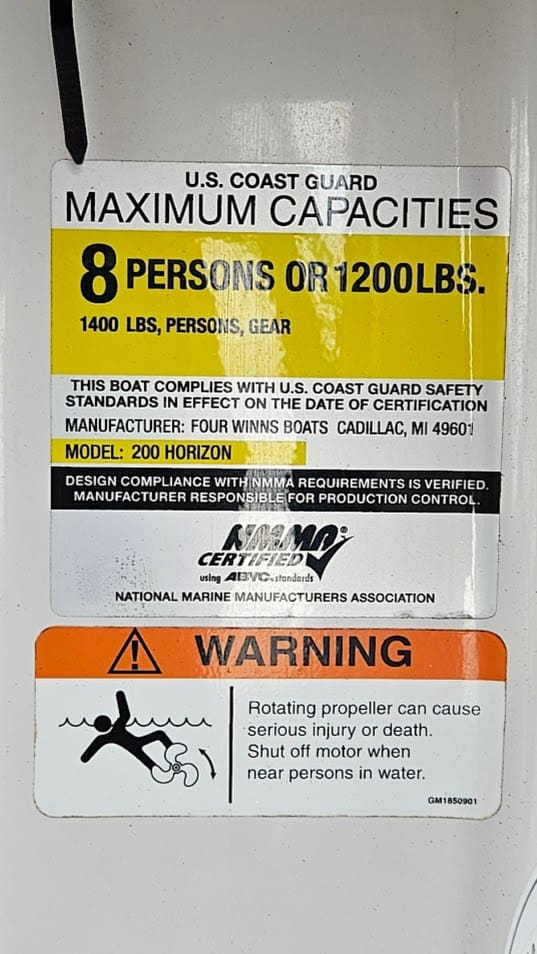 U.S. COAST GUARD
MAXIMUM CAPACITIES
8 PERSONS OR 1200 LBS.
1400 LBS, PERSONS, GEAR
THIS BOAT COMPLIES WITH U.S. COAST GUARD SAFETY
STANDARDS IN EFFECT ON THE DATE OF CERTIFICATION
MANUFACTURER: FOUR WINNS BOATS CADILLAC, MI 49601
MODEL: 200 HORIZON
DESIGN COMPLIANCE WITH NMMA REQUIREMENTS IS VERIFIED.
MANUFACTURER RESPONSIBLE FOR PRODUCTION CONTROL.
NMMA®
CERTIFIED
using ABYC standards
NATIONAL MARINE MANUFACTURERS ASSOCIATION
WARNING
Rotating propeller can cause
serious injury or death.
Shut off motor when
near persons in water.
GM1850901